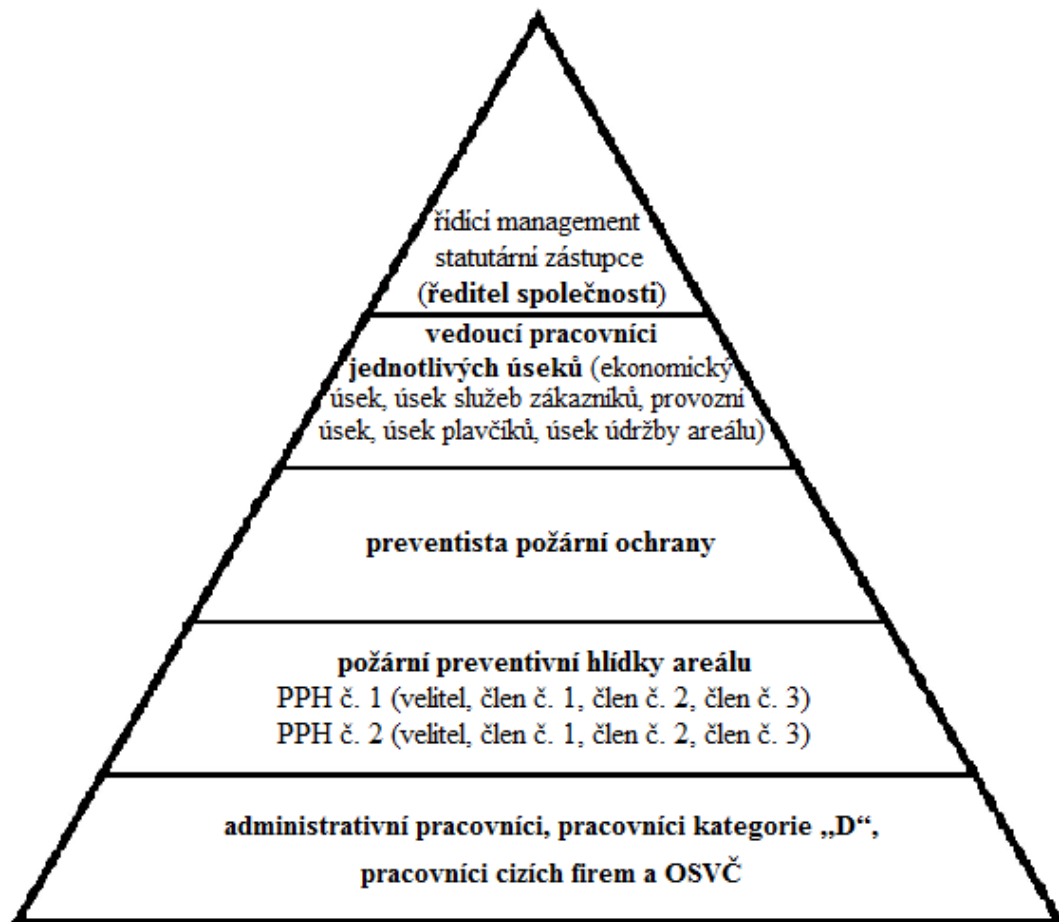 řídící management
statutární zástupce
(ředitel společnosti)
vedoucí pracovníci
jednotlivých úseků (ekonomický
úsek, úsek služeb zákazníků, provozní
úsek, úsek plavčíků, úsek údržby areálu)
preventista požární ochrany
požární preventivní hlídky areálu
PPH č. 1 (velitel, člen č. 1, člen č. 2, člen č. 3)
PPH č. 2 (velitel, člen č. 1, člen č. 2, člen č. 3)
administrativní pracovníci, pracovníci kategorie „D“,
pracovníci cizích firem a OSVČ